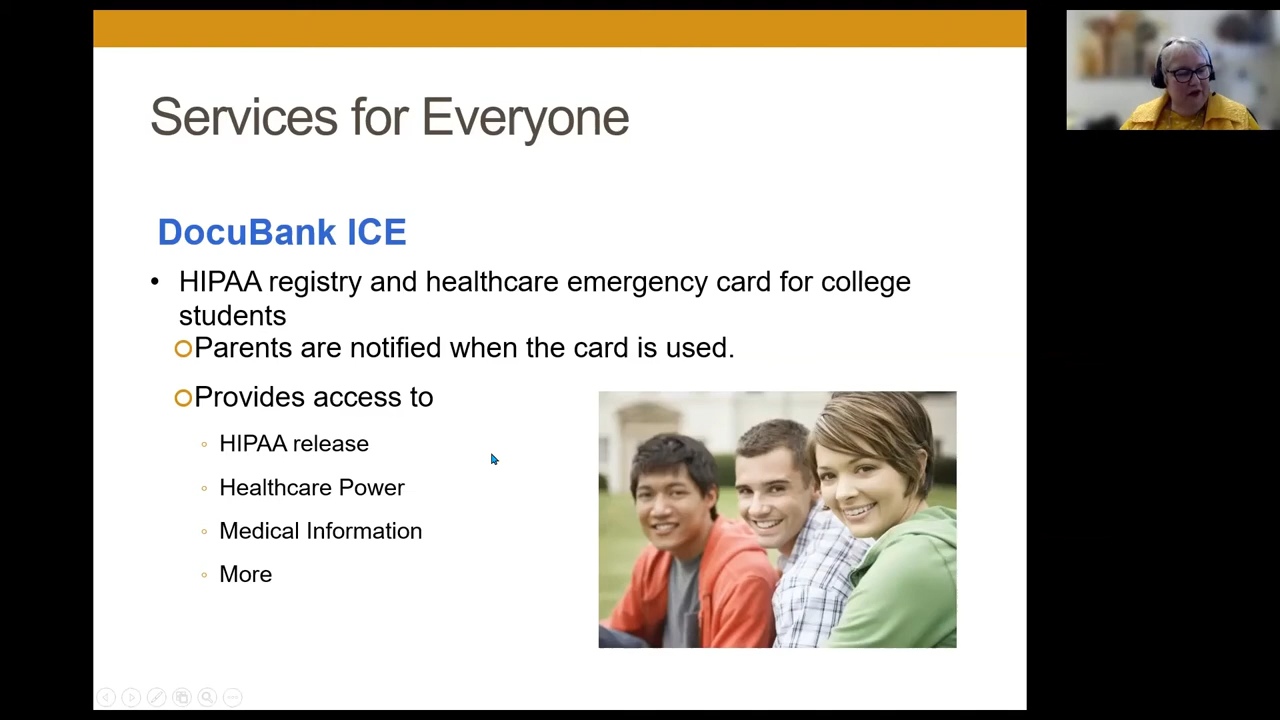 Services for Everyone
DocuBank ICE
• HIPAA registry and healthcare emergency card for college
students
Parents are notified when the card is used.
Provides access to
HIPAA release
Healthcare Power
Medical Information
More